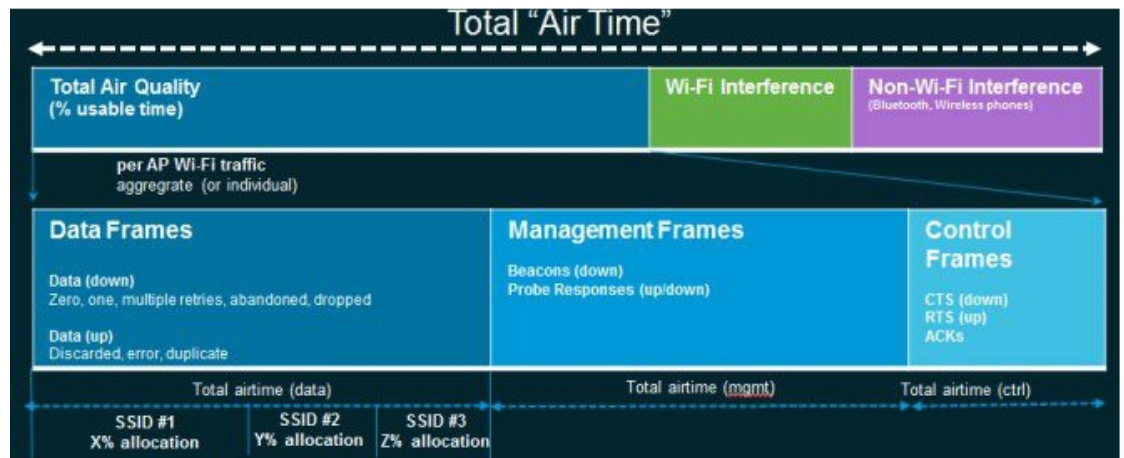 Total “Air Time”
Total Air Quality
(% usable time)
Wi-Fi Interference
Non-Wi-Fi Interference
(Bluetooth, Wireless phones)
per AP Wi-Fi traffic
aggregrate (or individual)
Data Frames
Data (down)
Zero, one, multiple retries, abandoned, dropped
Data (up)
Discarded, error, duplicate
Management Frames
Beacons (down)
Probe Responses (up/down)
Control
Frames
CTS (down)
RTS (up)
ACKs
Total airtime (data)
Total airtime (mgmt)
Total airtime (ctrl)
SSID #1
X% allocation
SSID #2
Y% allocation
SSID #3
Z% allocation